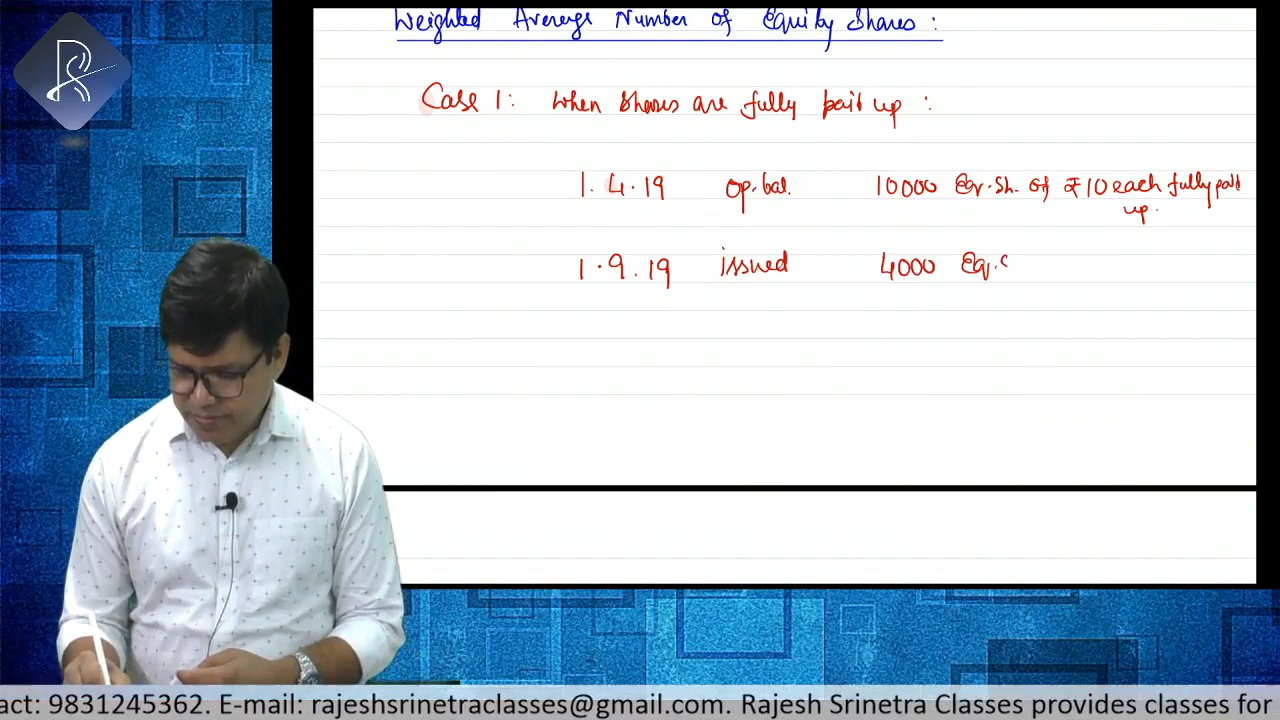 Weighted Average Number of Equity Shares :
Case 1: When Shares are fully paid up :
1.4.19 op.bal. 10000 Eq.Sh. of ₹10 each fully paid
up.
1.9.19 issued 4000 Eq.S
act: 9831245362. E-mail: rajeshsrinetraclasses@gmail.com. Rajesh Srinetra Classes provides classes for